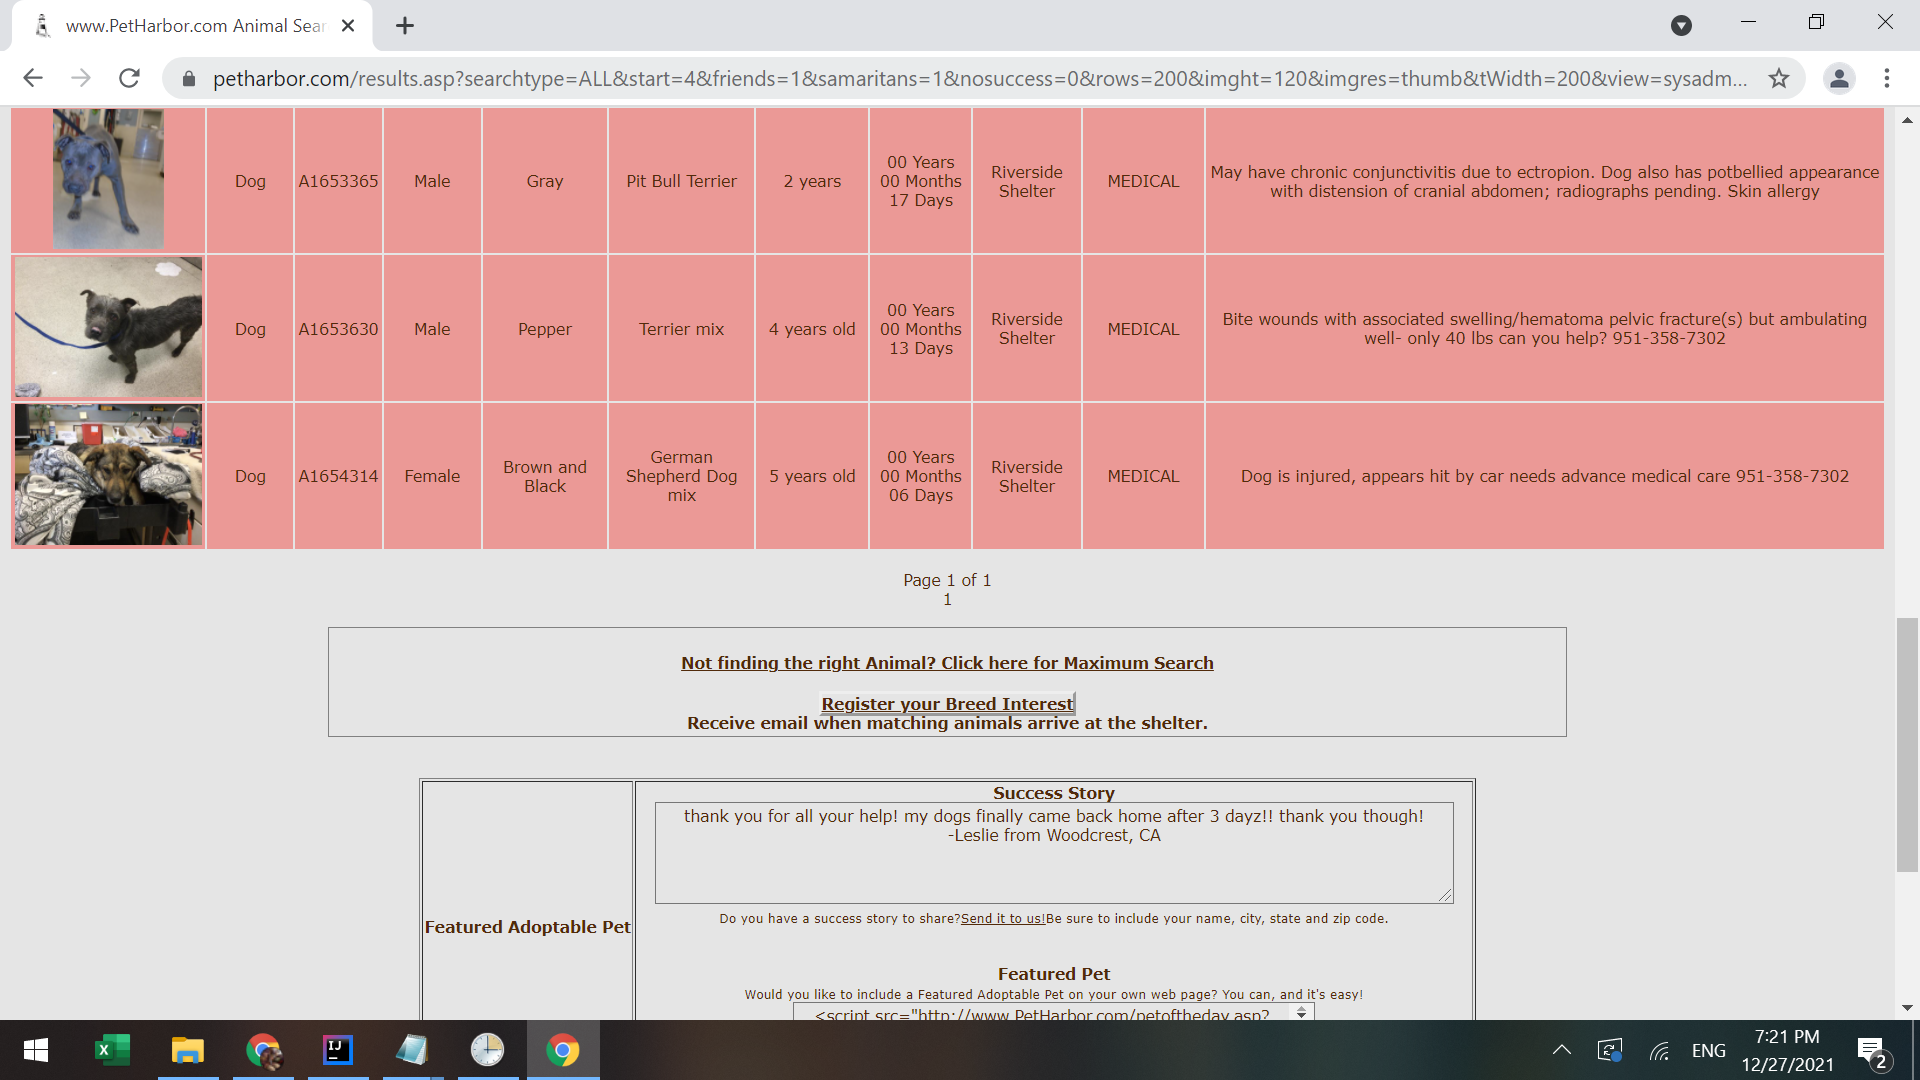 www.PetHarbor.com Animal Sear
petharbor.com/results.asp?searchtype=ALL&start=4&friends=1&samaritans=1&nosuccess=0&rows=200&imght=120&imgres=thumb&tWidth=200&view=sysadm...
Dog
A1653365
Male
Gray
Pit Bull Terrier
2 years
00 Years
00 Months
17 Days
Riverside
Shelter
MEDICAL
May have chronic conjunctivitis due to ectropion. Dog also has potbellied appearance
with distension of cranial abdomen; radiographs pending. Skin allergy
Dog
A1653630
Male
Pepper
Terrier mix
4 years old
00 Years
00 Months
13 Days
Riverside
Shelter
MEDICAL
Bite wounds with associated swelling/hematoma pelvic fracture(s) but ambulating
well- only 40 lbs can you help? 951-358-7302
Dog
A1654314
Female
Brown and
Black
German
Shepherd Dog
mix
5 years old
00 Years
00 Months
06 Days
Riverside
Shelter
MEDICAL
Dog is injured, appears hit by car needs advance medical care 951-358-7302
Page 1 of 1
1
Not finding the right Animal? Click here for Maximum Search
Register your Breed Interest
Receive email when matching animals arrive at the shelter.
Featured Adoptable Pet
Success Story
thank you for all your help! my dogs finally came back home after 3 dayz!! thank you though!
-Leslie from Woodcrest, CA
Do you have a success story to share?Send it to us!Be sure to include your name, city, state and zip code.
Featured Pet
Would you like to include a Featured Adoptable Pet on your own web page? You can, and it's easy!
<script src="http://www.PetHarbor.com/petoftheday.asp?
IJ
ENG
7:21 PM
12/27/2021
2